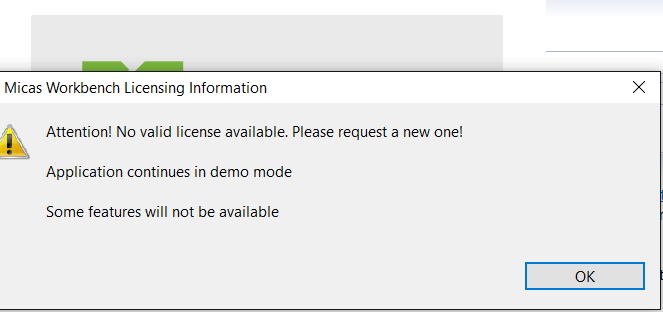 Micas Workbench Licensing Information
Attention! No valid license available. Please request a new one!
Application continues in demo mode
Some features will not be available
OK